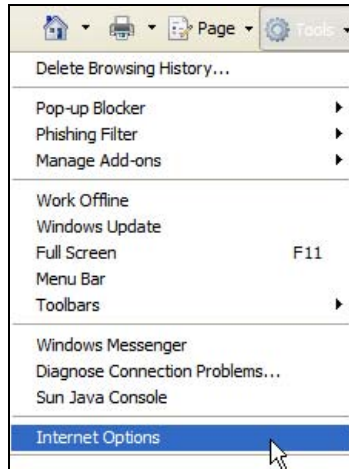 Page Tools
Delete Browsing History...
Pop-up Blocker
Phishing Filter
Manage Add-ons
Work Offline
Windows Update
Full Screen F11
Menu Bar
Toolbars
Windows Messenger
Diagnose Connection Problems...
Sun Java Console
Internet Options